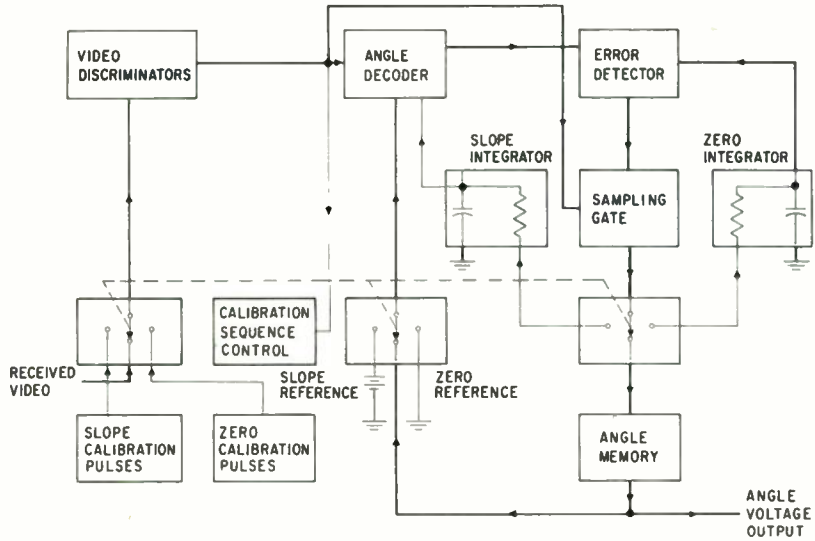 VIDEO
DISCRIMINATORS
ANGLE
DECODER
ERROR
DETECTOR
SLOPE
INTEGRATOR
ZERO
INTEGRATOR
SAMPLING
GATE
CALIBRATION
SEQUENCE
CONTROL
RECEIVED
VIDEO
SLOPE
REFERENCE
ZERO
REFERENCE
SLOPE
CALIBRATION
PULSES
ZERO
CALIBRATION
PULSES
ANGLE
MEMORY
ANGLE
VOLTAGE
OUTPUT